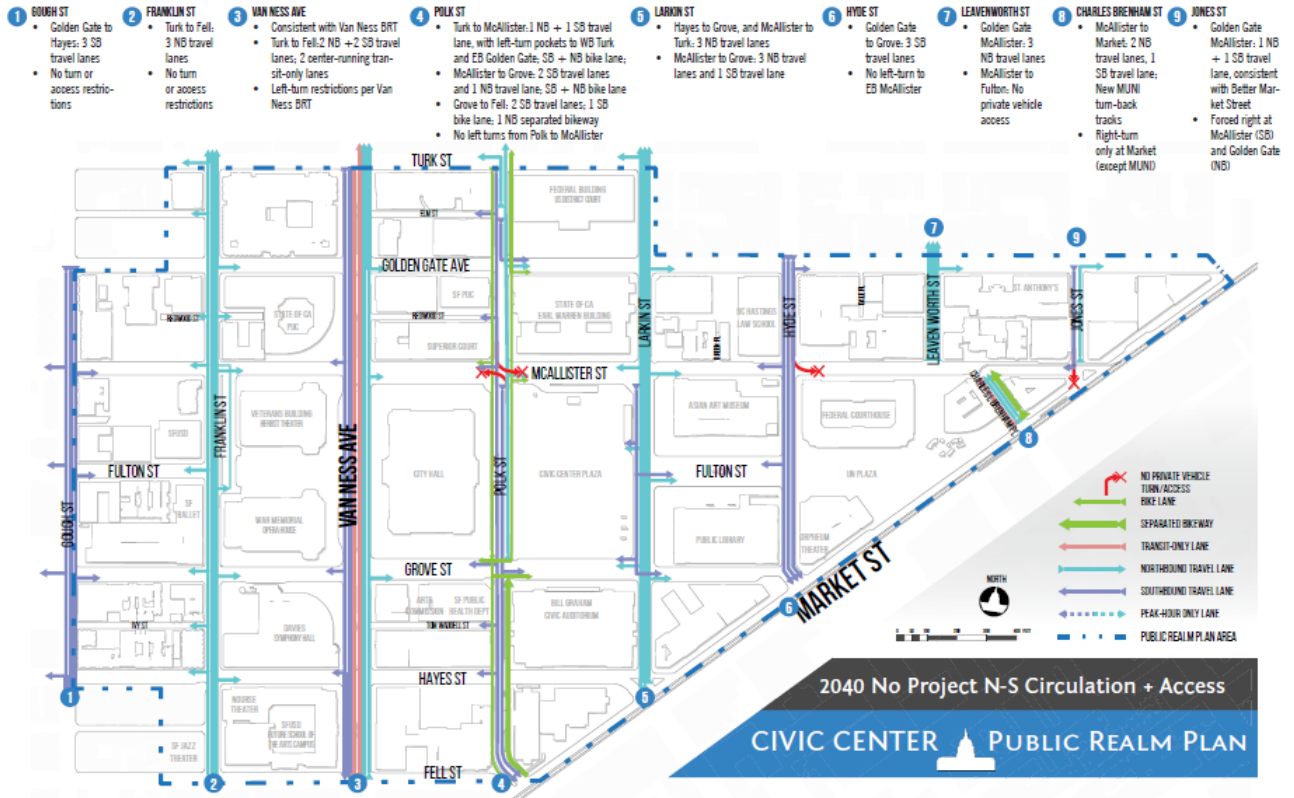 1 GOUGH ST
• Golden Gate to
Hayes: 3 SB
travel lanes
• No turn or
access restric-
tions
2 FRANKLIN ST
• Turk to Fell:
3 NB travel
lanes
• No turn
or access
restrictions
3 VAN NESS AVE
• Consistent with Van Ness BRT
• Turk to Fell:2 NB +2 SB travel
lanes; 2 center-running tran-
sit-only lanes
• Left-turn restrictions per Van
Ness BRT
4 POLK ST
• Turk to McAllister:1 NB + 1 SB travel
lane, with left-turn pockets to WB Turk
and EB Golden Gate; SB + NB bike lane;
• McAllister to Grove: 2 SB travel lanes
and 1 NB travel lane; SB + NB bike lane
• Grove to Fell: 2 SB travel lanes; 1 SB
bike lane; 1 NB separated bikeway
• No left turns from Polk to McAllister
5 LARKIN ST
• Hayes to Grove, and McAllister to
Turk: 3 NB travel lanes
• McAllister to Grove: 3 NB travel
lanes and 1 SB travel lane
6 HYDE ST
• Golden Gate
to Grove: 3 SB
travel lanes
• No left-turn to
EB McAllister
7 LEAVENWORTH ST
• Golden Gate
McAllister: 3
NB travel lanes
• McAllister to
Fulton: No
private vehicle
access
8 CHARLES BRENHAM ST
• McAllister to
Market: 2 NB
travel lanes, 1
SB travel lane;
New MUNI
turn-back
tracks
• Right-turn
only at Market
(except MUNI)
9 JONES ST
• Golden Gate
McAllister: 1 NB
+ 1 SB travel
lane, consistent
with Better Mar-
ket Street
• Forced right at
McAllister (SB)
and Golden Gate
(NB)
TURK ST
FEDERAL BUILDING
US DISTRICT COURT
ELM ST
7
9
GOLDEN GATE AVE
SF PUC
STATE OF CA
PUC
REDWOOD ST
REDWOOD ST
STATE OF CA
EARL WARREN BUILDING
SUPERIOR COURT
LARKIN ST
UC HASTINGS
LAW SCHOOL
HYDE ST
LEAVEN WORTH ST
ST. ANTHONY'S
JONES ST
MCALLISTER ST
FRANKLIN ST
VETERANS BUILDING
HERBST THEATER
SFUSD
VAN NESS AVE
CITY HALL
POLK ST
CIVIC CENTER PLAZA
ASIAN ART MUSEUM
FEDERAL COURTHOUSE
CHARLES J. BRENHAM PL
8
FULTON ST
FULTON ST
UN PLAZA
GOUGH ST
SF
BALLET
WAR MEMORIAL
OPERA HOUSE
PUBLIC LIBRARY
ORPHEUM
THEATER
GROVE ST
MARKET ST
6
IVY ST
DAVIES
SYMPHONY HALL
ARTS
COMMISSION
SF PUBLIC
HEALTH DEPT
TOM WADDELL ST
BILL GRAHAM
CIVIC AUDITORIUM
HAYES ST
1
5
NOURSE
THEATER
SFUSD
FUTURE SCHOOL OF
THE ARTS CAMPUS
SF JAZZ
THEATER
FELL ST
2
3
4
NO PRIVATE VEHICLE
TURN/ACCESS
BIKE LANE
SEPARATED BIKEWAY
TRANSIT-ONLY LANE
NORTHBOUND TRAVEL LANE
SOUTHBOUND TRAVEL LANE
PEAK-HOUR ONLY LANE
PUBLIC REALM PLAN AREA
NORTH
2040 No Project N-S Circulation + Access
CIVIC CENTER PUBLIC REALM PLAN